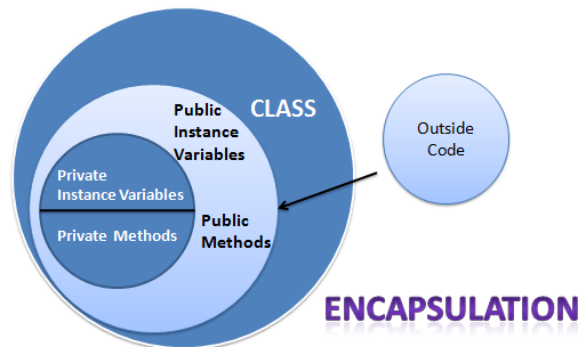 Public
Instance
Variables
CLASS
Outside
Code
Private
Instance Variables
Public
Methods
Private Methods
ENCAPSULATION